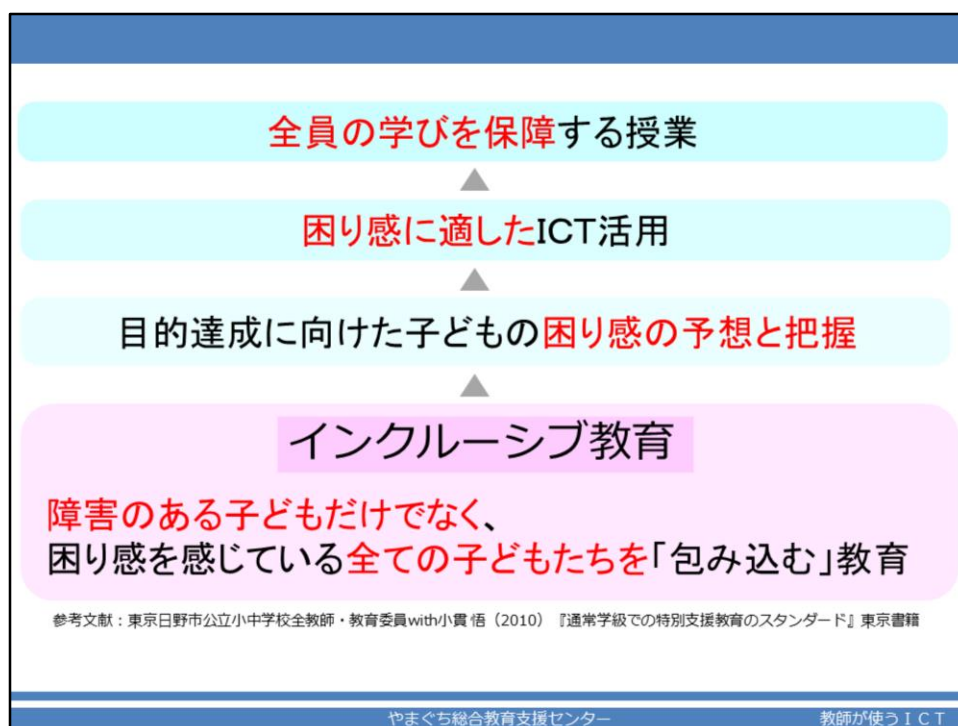 全員の学びを保障する授業
困り感に適したICT活用
目的達成に向けた子どもの困り感の予想と把握
インクルーシブ教育
障害のある子どもだけでなく、
困り感を感じている全ての子どもたちを「包み込む」教育
参考文献：東京日野市公立小中学校全教師・教育委員with小貫 悟（2010）『通常学級での特別支援教育のスタンダード』東京書籍
やまぐち総合教育支援センター
教師が使うＩＣＴ